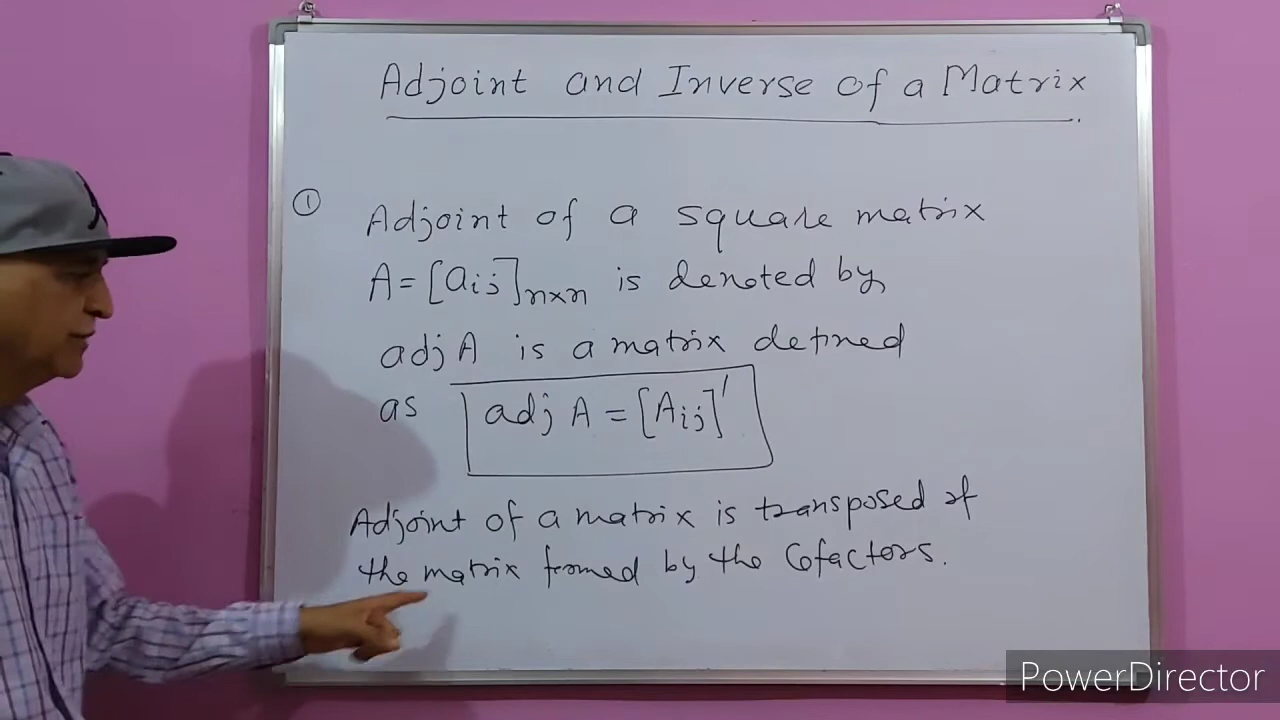 Adjoint and Inverse of a Matrix
① Adjoint of a square matrix
A = [aij]n×n is denoted by,
adj A is a matrix defined
as adj A = [Aij]'
Adjoint of a matrix is transposed of
the matrix formed by the Cofactors.
PowerDirector